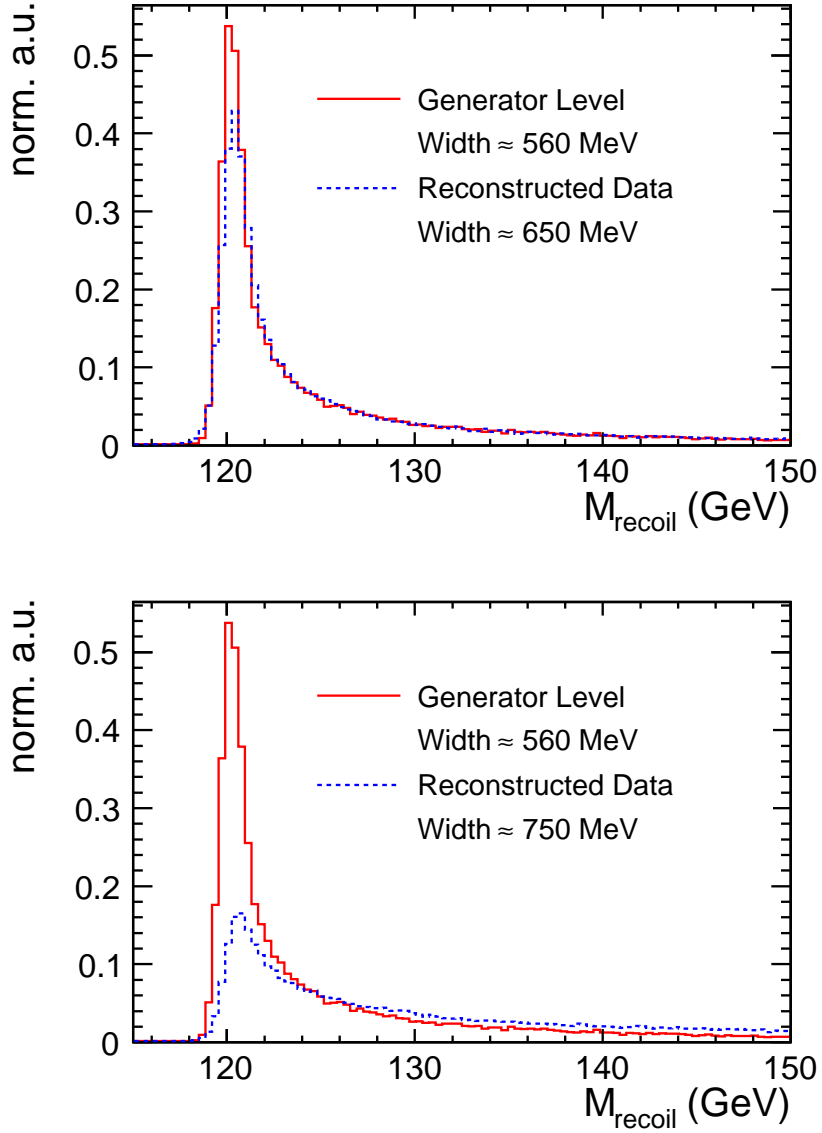 norm. a.u.
0.5
0.4
0.3
0.2
0.1
0
Generator Level
Width ≈ 560 MeV
Reconstructed Data
Width ≈ 650 MeV
120 130 140 150
M_recoil (GeV)
norm. a.u.
0.5
0.4
0.3
0.2
0.1
0
Generator Level
Width ≈ 560 MeV
Reconstructed Data
Width ≈ 750 MeV
120 130 140 150
M_recoil (GeV)